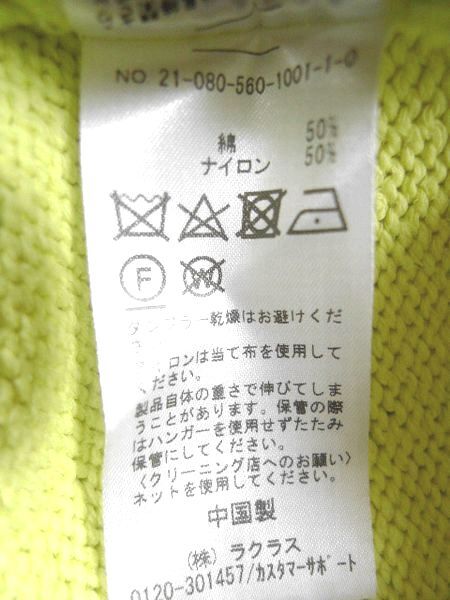 NO 21-080-560-1001-1-0
綿 50%
ナイロン 50%
F
W
タンブラー乾燥はお避けくだ
アイロンは当て布を使用して
ください。
製品自体の重さで伸びてしま
うことがあります。保管の際
はハンガーを使用せずたたみ
保管にしてください。
〈クリーニング店へのお願い〉
ネットを使用してください。
中国製
(株) ラクラス
0120-301457/カスタマーサポート